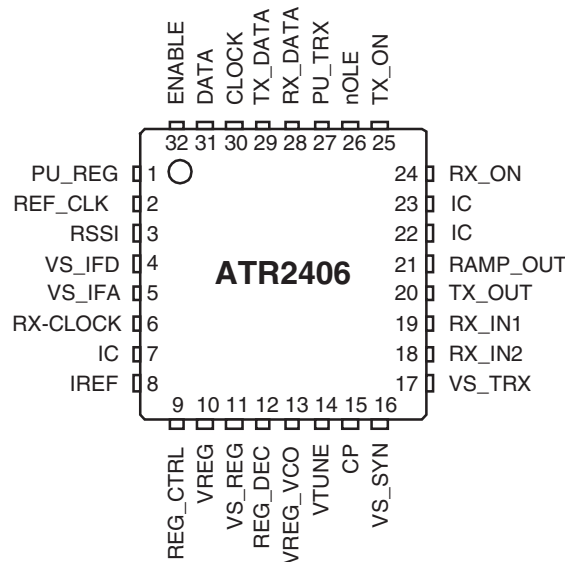 ENABLE
DATA
CLOCK
TX_DATA
RX_DATA
PU_TRX
nOLE
TX_ON
32 31 30 29 28 27 26 25
PU_REG 1
REF_CLK 2
RSSI 3
VS_IFD 4
VS_IFA 5
RX-CLOCK 6
IC 7
IREF 8
ATR2406
24 RX_ON
23 IC
22 IC
21 RAMP_OUT
20 TX_OUT
19 RX_IN1
18 RX_IN2
17 VS_TRX
9 10 11 12 13 14 15 16
REG_CTRL
VREG
VS_REG
REG_DEC
VREG_VCO
VTUNE
CP
VS_SYN